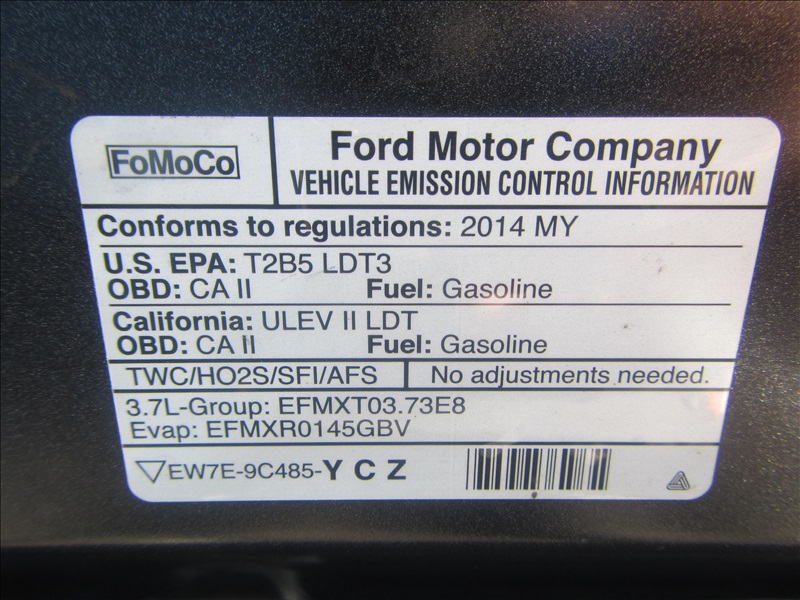 FoMoCo
Ford Motor Company
VEHICLE EMISSION CONTROL INFORMATION
Conforms to regulations: 2014 MY
U.S. EPA: T2B5 LDT3
OBD: CA II Fuel: Gasoline
California: ULEV II LDT
OBD: CA II Fuel: Gasoline
TWC/HO2S/SFI/AFS No adjustments needed.
3.7L-Group: EFMXT03.73E8
Evap: EFMXR0145GBV
EW7E-9C485-Y C Z